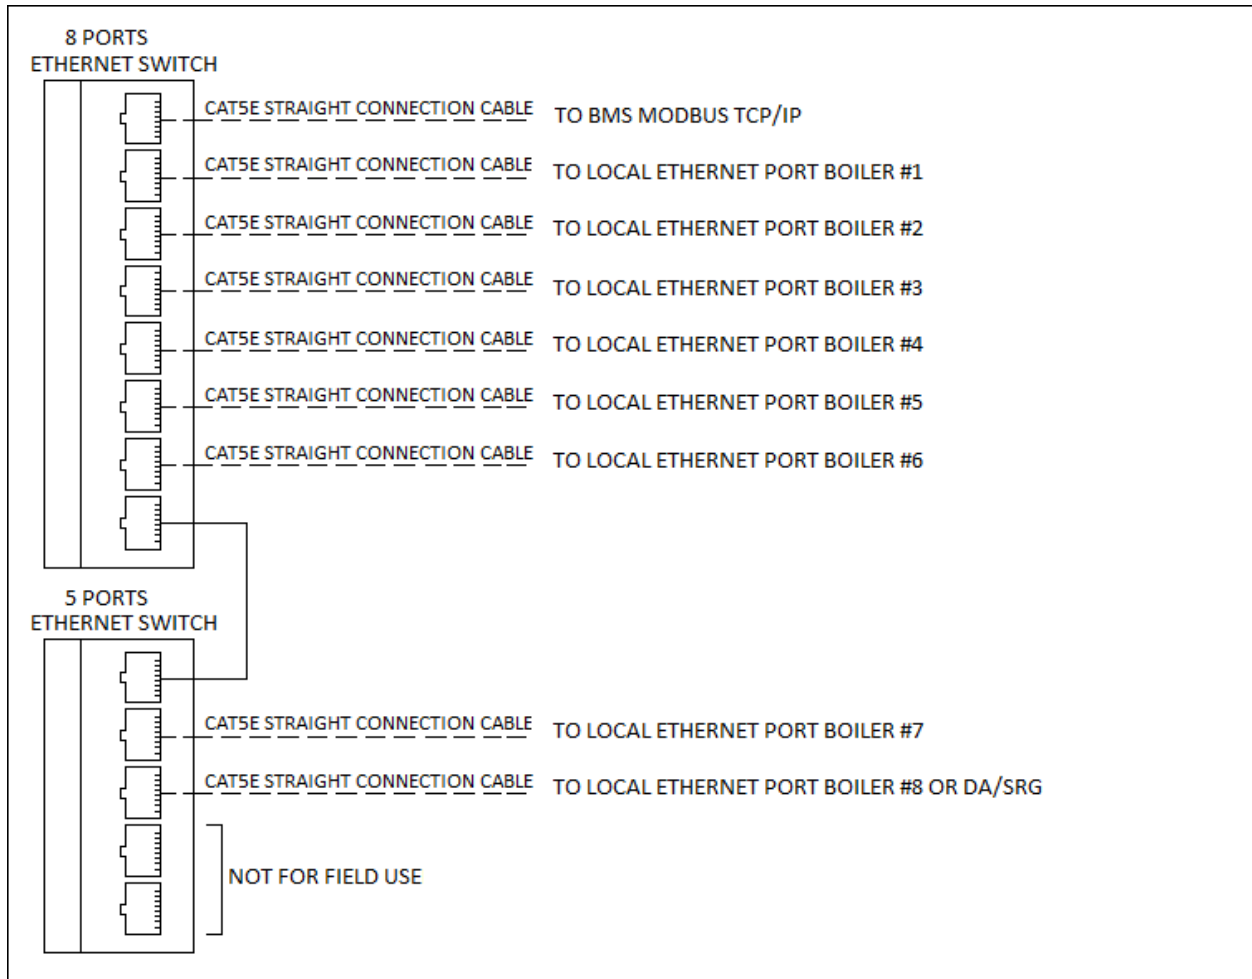 8 PORTS
ETHERNET SWITCH
CAT5E STRAIGHT CONNECTION CABLE TO BMS MODBUS TCP/IP
CAT5E STRAIGHT CONNECTION CABLE TO LOCAL ETHERNET PORT BOILER #1
CAT5E STRAIGHT CONNECTION CABLE TO LOCAL ETHERNET PORT BOILER #2
CAT5E STRAIGHT CONNECTION CABLE TO LOCAL ETHERNET PORT BOILER #3
CAT5E STRAIGHT CONNECTION CABLE TO LOCAL ETHERNET PORT BOILER #4
CAT5E STRAIGHT CONNECTION CABLE TO LOCAL ETHERNET PORT BOILER #5
CAT5E STRAIGHT CONNECTION CABLE TO LOCAL ETHERNET PORT BOILER #6
5 PORTS
ETHERNET SWITCH
CAT5E STRAIGHT CONNECTION CABLE TO LOCAL ETHERNET PORT BOILER #7
CAT5E STRAIGHT CONNECTION CABLE TO LOCAL ETHERNET PORT BOILER #8 OR DA/SRG
NOT FOR FIELD USE